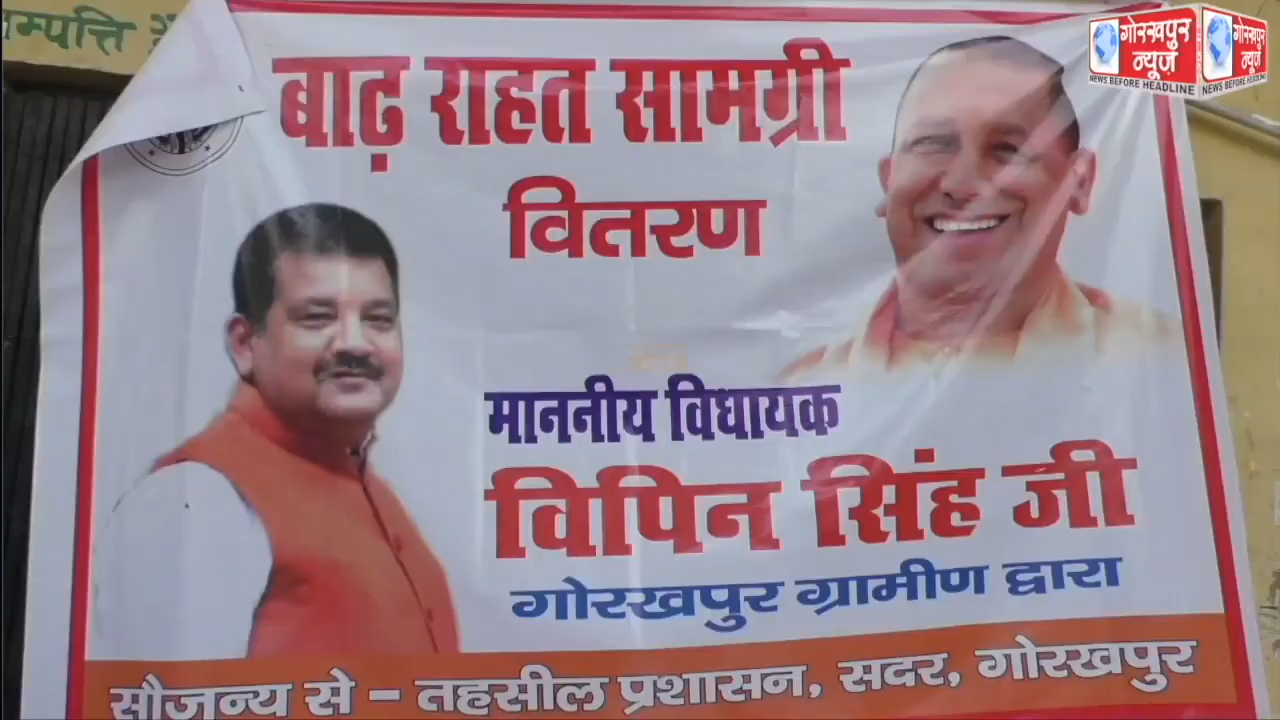 म्पत्ति
गोरखपुर
न्यूज़
NEWS BEFORE HEADLINE
गोरखपुर
न्यूज़
NEWS BEFORE HEADLINE
बाढ़ राहत सामग्री
वितरण
माननीय विधायक
विपिन सिंह जी
गोरखपुर ग्रामीण द्वारा
सौजन्य से - तहसील प्रशासन, सदर, गोरखपुर